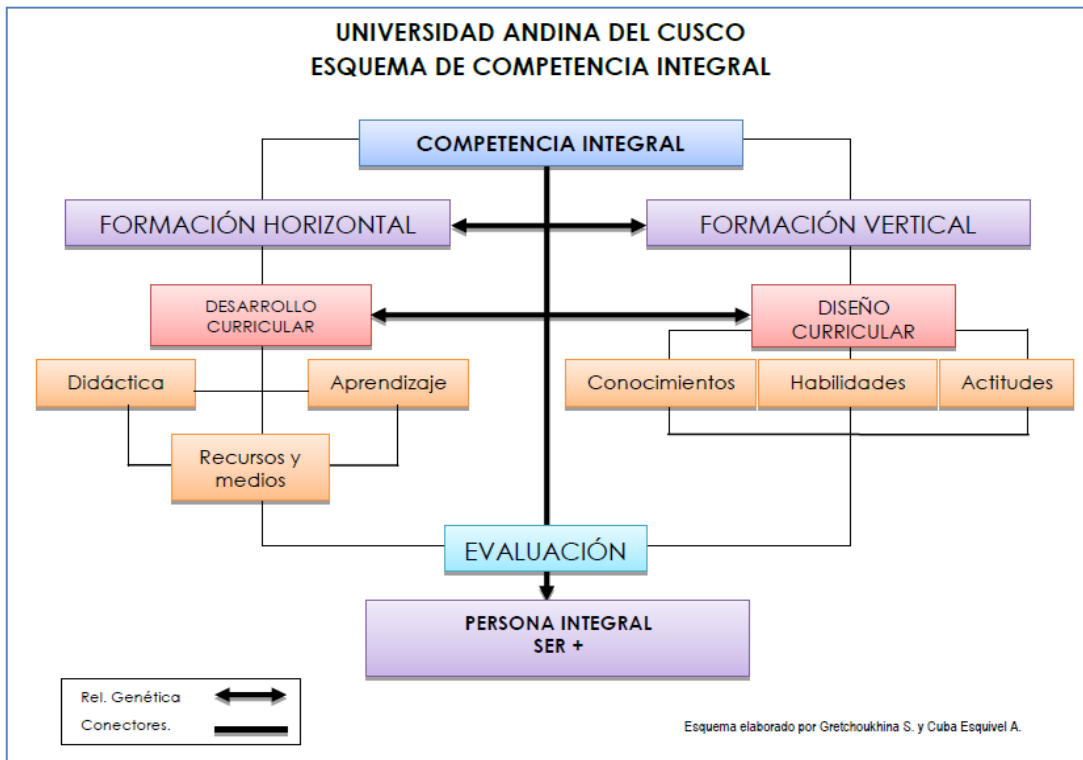 UNIVERSIDAD ANDINA DEL CUSCO
ESQUEMA DE COMPETENCIA INTEGRAL
COMPETENCIA INTEGRAL
FORMACIÓN HORIZONTAL
FORMACIÓN VERTICAL
DESARROLLO
CURRICULAR
DISEÑO
CURRICULAR
Didáctica
Aprendizaje
Conocimientos
Habilidades
Actitudes
Recursos y
medios
EVALUACIÓN
PERSONA INTEGRAL
SER +
Rel. Genética
Conectores.
Esquema elaborado por Gretchoukhina S. y Cuba Esquivel A.